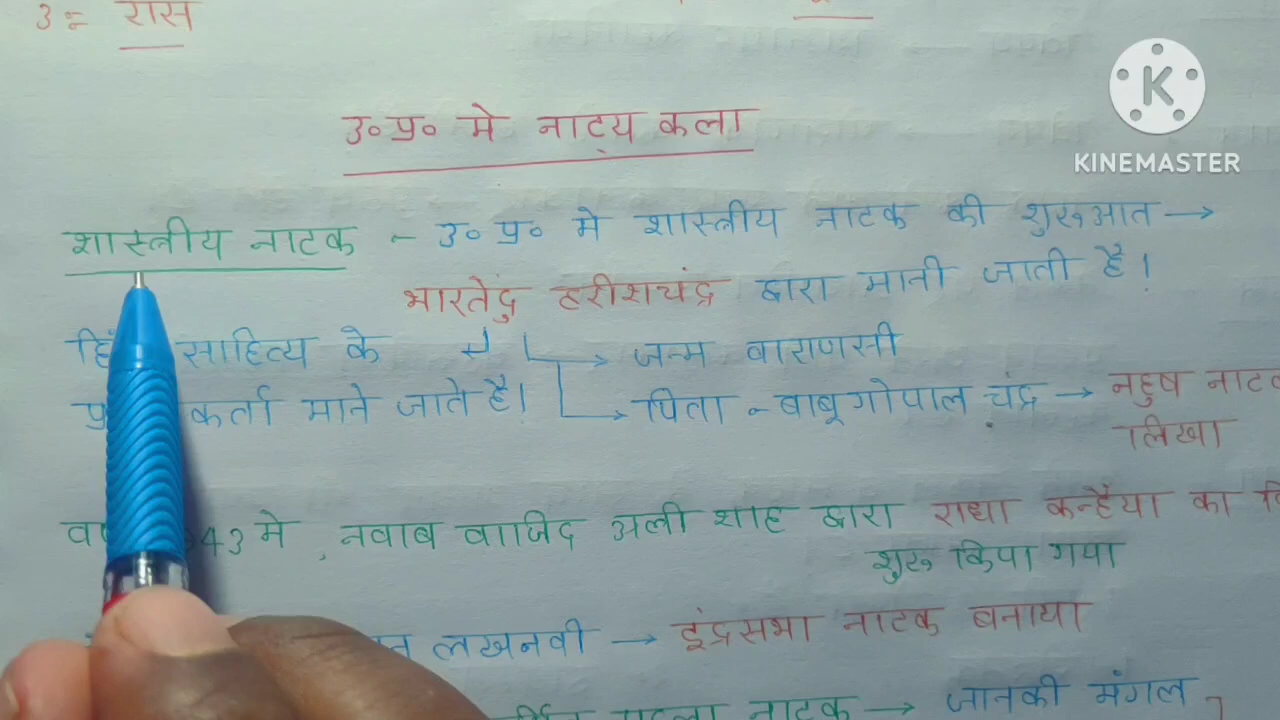 3= रास
K
KINEMASTER
उ० प्र० मे नाट्य कला
शास्त्रीय नाटक - उ० प्र० मे शास्त्रीय नाटक की शुरूआत →
भारतेंदु हरीशचंद्र द्वारा मानी जाती है।
साहित्य के → जन्म वाराणसी
कर्ता माने जाते है। → पिता - बाबू गोपाल चंद्र → नहुष नाटक
लिखा
43 मे , नवाब वाजिद अली शाह द्वारा राधा कन्हैया का
शुरू किया गया
लखनवी → इंद्रसभा नाटक बनाया
नाटक → जानकी मंगल